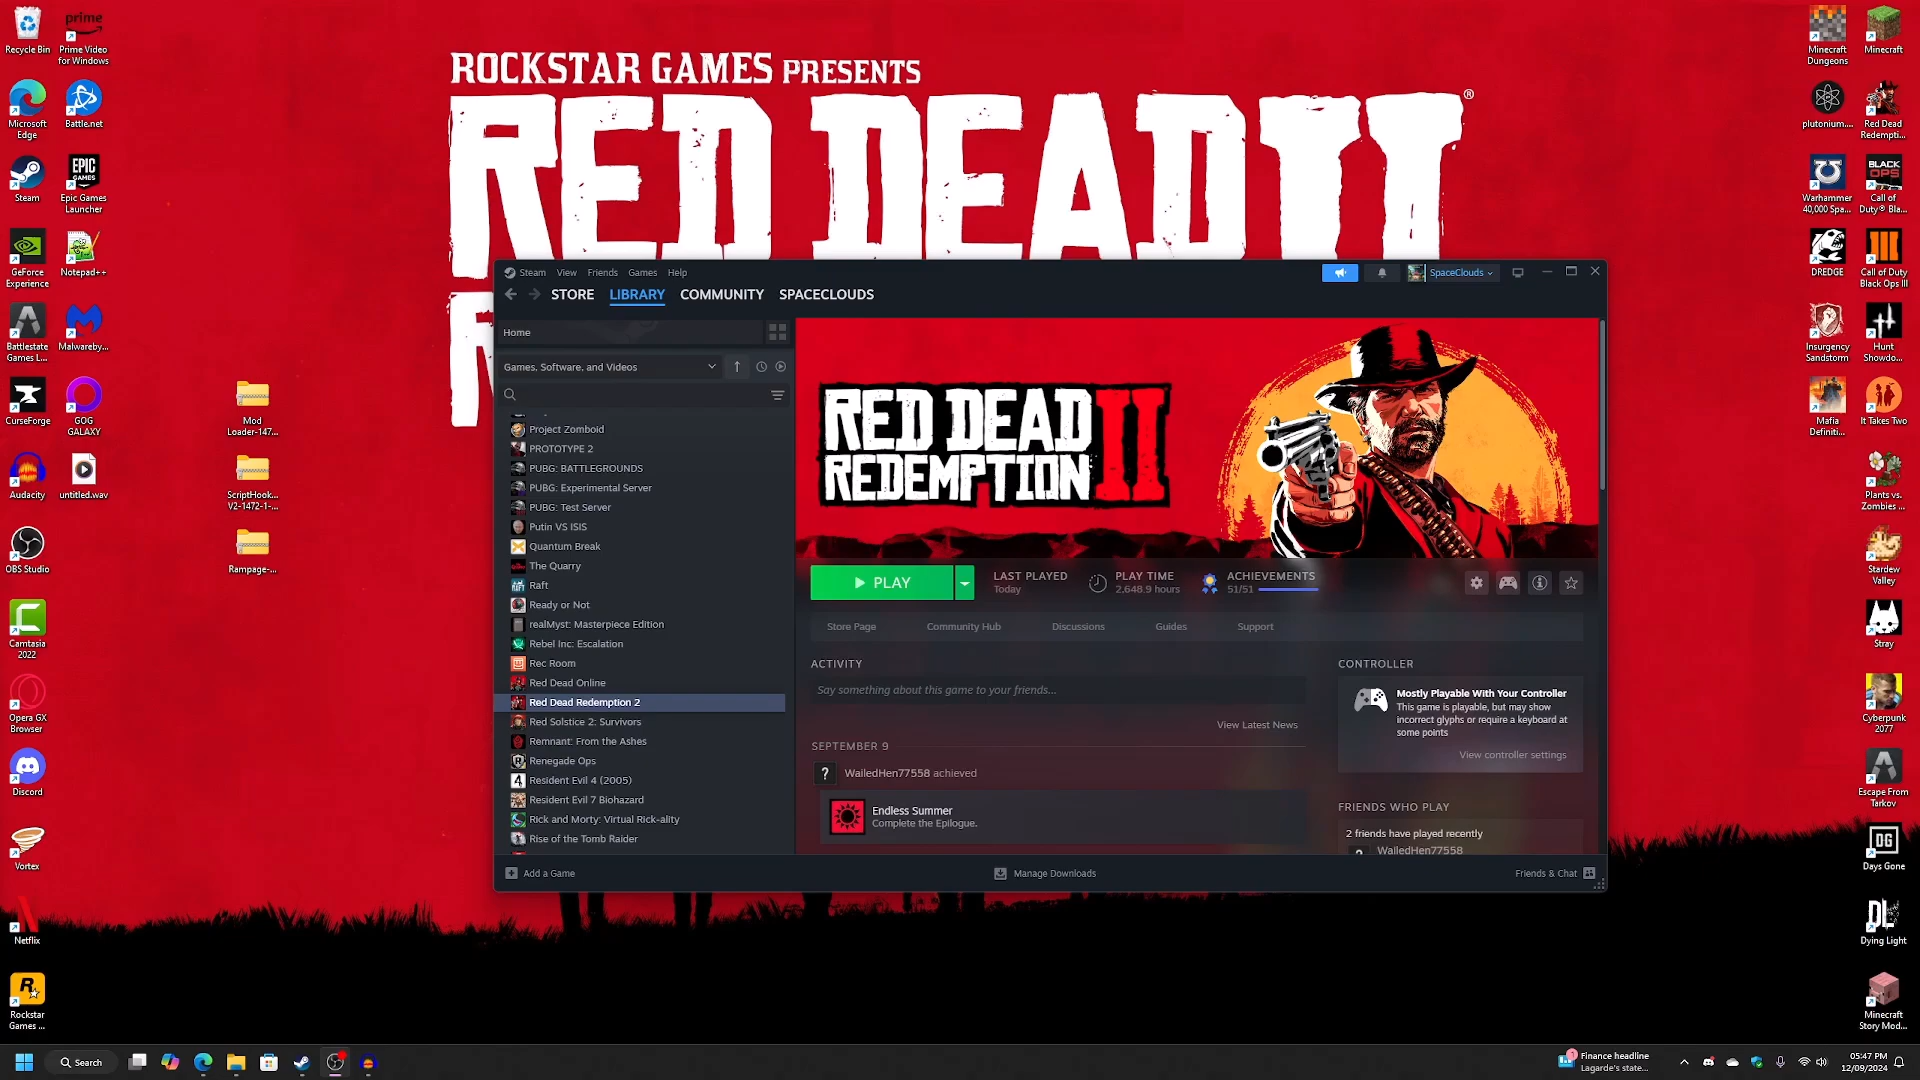 Recycle Bin
prime
Prime Video
for Windows
Microsoft
Edge
Battle.net
Steam
EPIC
GAMES
Epic Games
Launcher
GeForce
Experience
Notepad++
Battlestate
Games L...
Malwareby...
CurseForge
GOG
GALAXY
Audacity
untitled.wav
OBS Studio
Camtasia
2022
Opera GX
Browser
Discord
Vortex
Netflix
Rockstar
Games ...
Mod
Loader-147...
ScriptHook...
V2-1472-1-...
Rampage-...
ROCKSTAR GAMES PRESENTS
RED DEAD II ®
Steam View Friends Games Help
SpaceClouds
STORE LIBRARY COMMUNITY SPACECLOUDS
Home
Games, Software, and Videos
Project Zomboid
PROTOTYPE 2
PUBG: BATTLEGROUNDS
PUBG: Experimental Server
PUBG: Test Server
Putin VS ISIS
Quantum Break
The Quarry
Raft
Ready or Not
realMyst: Masterpiece Edition
Rebel Inc: Escalation
Rec Room
Red Dead Online
Red Dead Redemption 2
Red Solstice 2: Survivors
Remnant: From the Ashes
Renegade Ops
Resident Evil 4 (2005)
Resident Evil 7 Biohazard
Rick and Morty: Virtual Rick-ality
Rise of the Tomb Raider
RED DEAD
REDEMPTION II
PLAY
LAST PLAYED
Today
PLAY TIME
2,648.9 hours
ACHIEVEMENTS
51/51
Store Page Community Hub Discussions Guides Support
ACTIVITY
Say something about this game to your friends...
View Latest News
SEPTEMBER 9
? WailedHen77558 achieved
Endless Summer
Complete the Epilogue.
CONTROLLER
Mostly Playable With Your Controller
This game is playable, but may show
incorrect glyphs or require a keyboard at
some points
View controller settings
FRIENDS WHO PLAY
2 friends have played recently
? WailedHen77558
Add a Game
Manage Downloads
Friends & Chat
Minecraft
Dungeons
Minecraft
plutonium....
Red Dead
Redempti...
Warhammer
40,000 Spa...
BLACK
OPS
Call of
Duty® Bla...
DREDGE
Call of Duty
Black Ops III
Insurgency
Sandstorm
Hunt
Showdo...
Mafia
Definiti...
It Takes Two
Plants vs.
Zombies ...
Stardew
Valley
Stray
Cyberpunk
2077
Escape From
Tarkov
DG
Days Gone
DL
Dying Light
Minecraft
Story Mod...
Search
1
Finance headline
Lagarde's state...
05:47 PM
12/09/2024